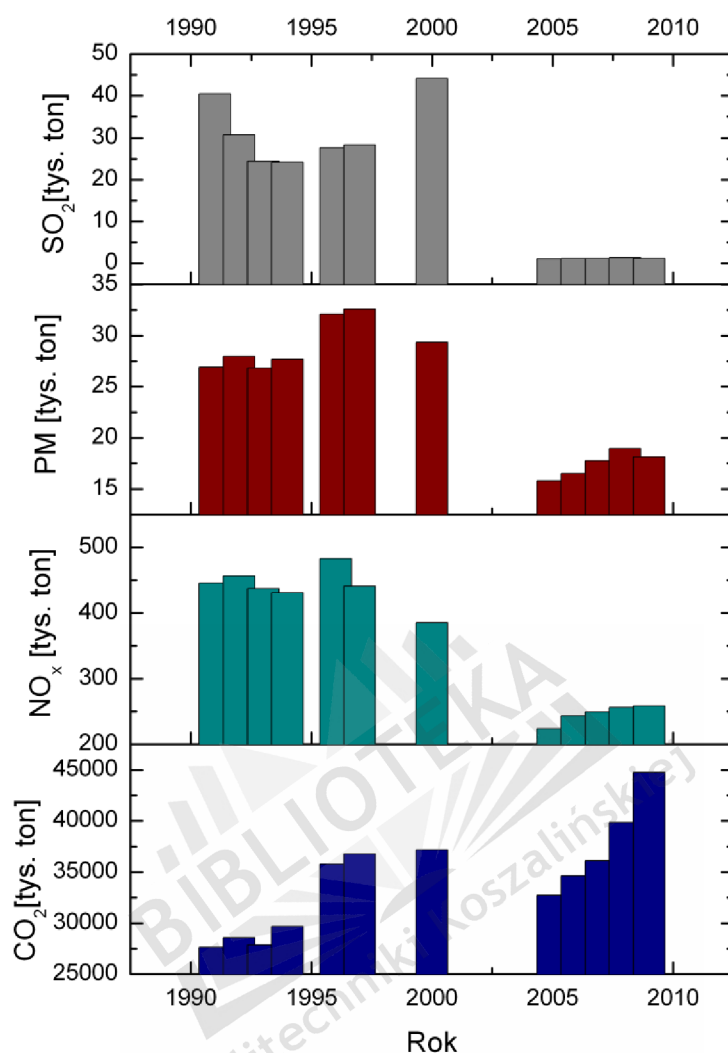 1990 1995 2000 2005 2010
50
40
30
20
10
0
SO₂[tys. ton]
35
30
25
20
15
PM [tys. ton]
500
400
300
200
NOₓ [tys. ton]
45000
40000
35000
30000
25000
CO₂[tys. ton]
1990 1995 2000 2005 2010
Rok
BIBLIOTEKA
Politechniki Koszalińskiej